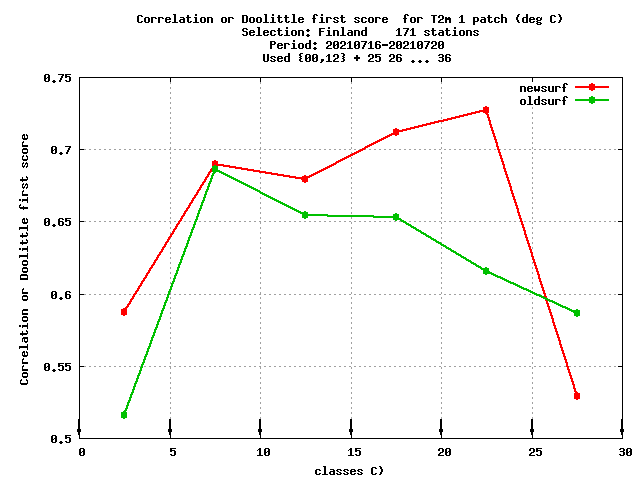 Correlation or Doolittle first score  for T2m 1 patch (deg C)
Selection: Finland    171 stations
Period: 20210716-20210720
Used {00,12} + 25 26 ... 36
newsurf
oldsurf
Correlation or Doolittle first score
0.75
0.7
0.65
0.6
0.55
0.5
0 5 10 15 20 25 30
classes C)